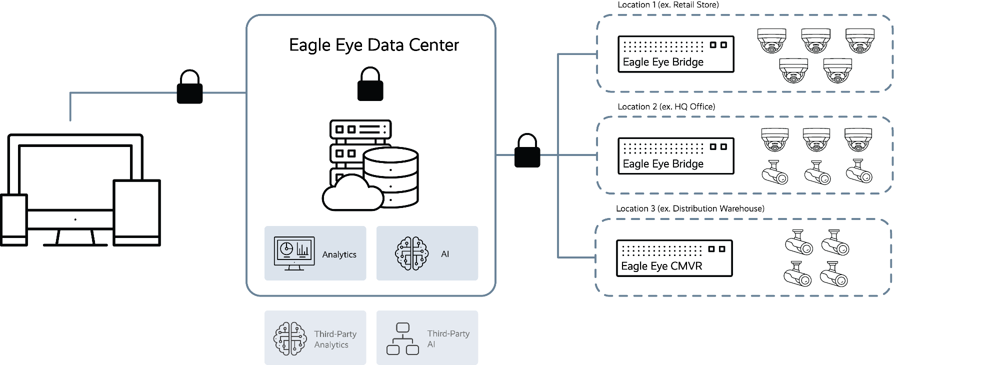 Eagle Eye Data Center
Analytics
AI
Third-Party
Analytics
Third-Party
AI
Location 1 (ex. Retail Store)
Eagle Eye Bridge
Location 2 (ex. HQ Office)
Eagle Eye Bridge
Location 3 (ex. Distribution Warehouse)
Eagle Eye CMVR